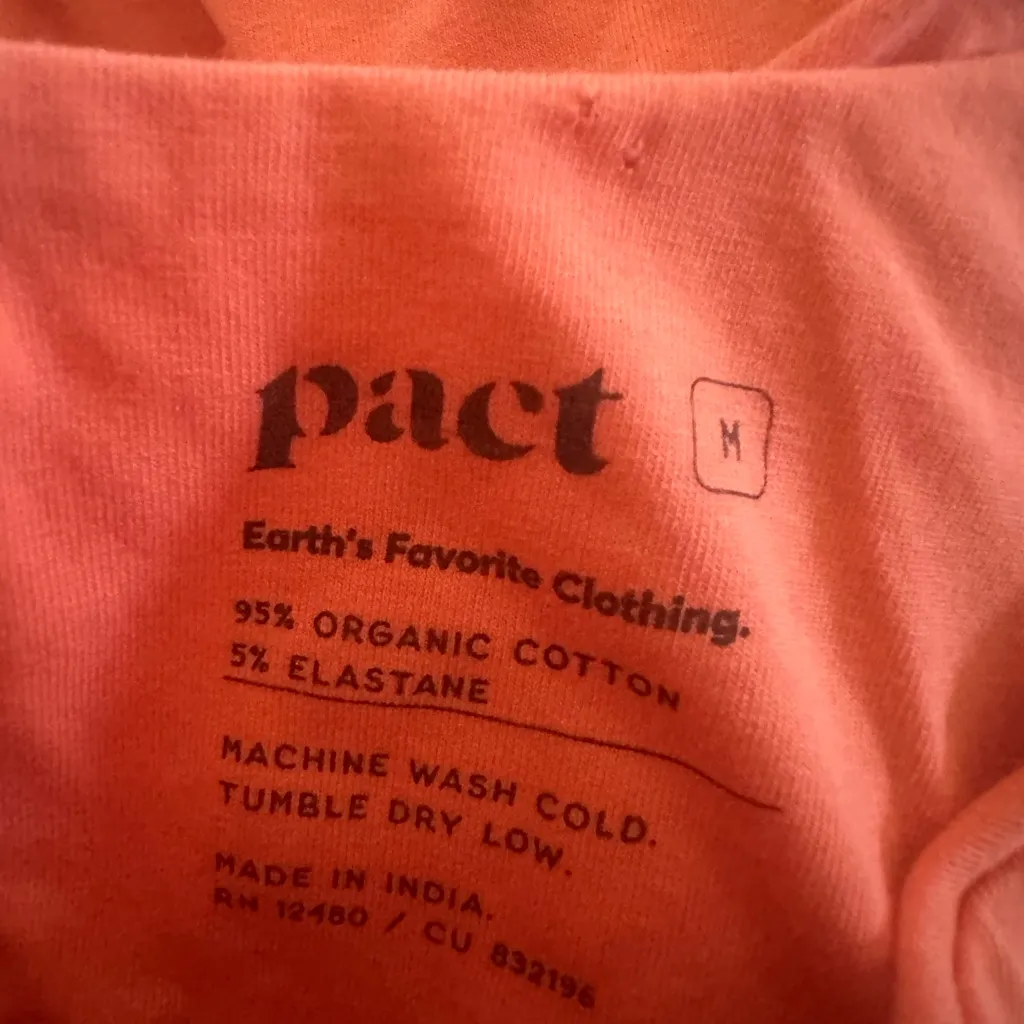 pact
M
Earth's Favorite Clothing.
95% ORGANIC COTTON
5% ELASTANE
MACHINE WASH COLD.
TUMBLE DRY LOW.
MADE IN INDIA.
RN 12480 / CU 832196